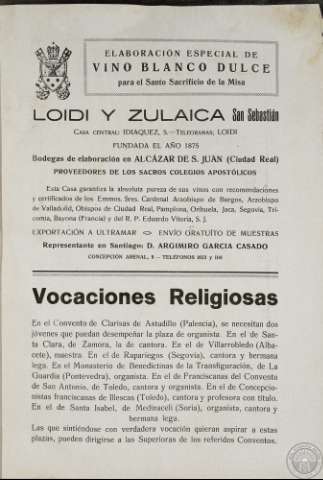 ELABORACIÓN ESPECIAL DE
VINO BLANCO DULCE
para el Santo Sacrificio de la Misa
LOIDI Y ZULAICA San Sebastián
CASA CENTRAL: IDIAQUEZ, 5.—TELEGRAMAS; LOIDI
FUNDADA EL AÑO 1875
Bodegas de elaboración en ALCÁZAR DE S. JUAN (Ciudad Real)
PROVEEDORES DE LOS SACROS COLEGIOS APOSTÓLICOS
Esta Casa garantiza la absoluta pureza de sus vinos con recomendaciones
y certificados de los Emmos. Sres. Cardenal Arzobispo de Burgos, Arzobispo
de Valladolid, Obispos de Ciudad Real, Pamplona, Orihuela, Jaca, Segovia,
Bayona (Francia) y del R. P. Eduardo Vitoria, S. J.
EXPORTACIÓN A ULTRAMAR ENVÍO GRATUÍTO DE MUESTRAS
Representante en Santiago: D. ARGIMIRO GARCIA CASADO
CONCEPCIÓN ARENAL, TELÉFONOS
Vocaciones Religiosas
En el Convento de Clarisas de Astudillo (Palencia), se necesitan dos
jóvenes que puedan desempeñar la plaza de organista. En el de San-
ta Clara, de Zamora, la de cantora. En el de Villarrobledo (Alba-
cete), maestra. En el de Rapariegos (Segovia), cantora y hermana
lega. En el Monasterio de Benedictinas de la Transfiguración, de La
Guardia (Pontevedra), organista. En el de Franciscanas del Convento
de San Antonio, de Toledo, cantora y organista. En el de Concepcio-
nistas franciscanas de Illescas (Toledo), cantora y profesora con título.
En el de Santa Isabel, de Medinaceli (Soria), organista, cantora y
hermana lega.
Las que sintiéndose con verdadera vocación quieran aspirar a estas
plazas, pueden dirigirse a las Superioras de los referidos Conventos.